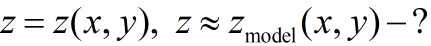 z = z(x, y), z ≈ z_model(x, y) − ?